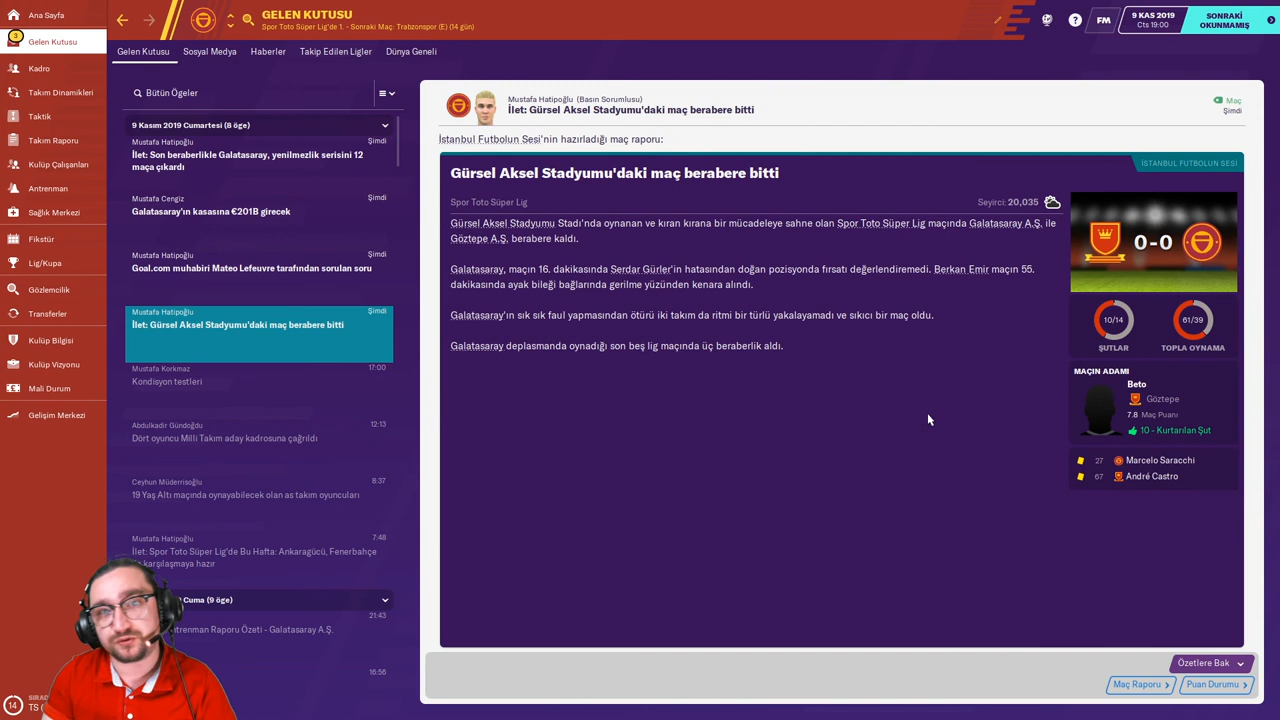 Ana Sayfa
3
Gelen Kutusu
Kadro
Takım Dinamikleri
Taktik
Takım Raporu
Kulüp Çalışanları
Antrenman
Sağlık Merkezi
Fikstür
Lig/Kupa
Gözlemcilik
Transferler
Kulüp Bilgisi
Kulüp Vizyonu
Mali Durum
Gelişim Merkezi
14
TS (
GELEN KUTUSU
Spor Toto Süper Lig'de 1. - Sonraki Maç: Trabzonspor (E) (14 gün)
?
FM
9 KAS 2019
Cts 19:00
SONRAKİ
OKUNMAMIŞ
Gelen Kutusu
Sosyal Medya
Haberler
Takip Edilen Ligler
Dünya Geneli
Bütün Ögeler
9 Kasım 2019 Cumartesi (8 öge)
Mustafa Hatipoğlu Şimdi
İlet: Son beraberlikle Galatasaray, yenilmezlik serisini 12
maça çıkardı
Mustafa Cengiz Şimdi
Galatasaray'ın kasasına €201B girecek
Mustafa Hatipoğlu Şimdi
Goal.com muhabiri Mateo Lefeuvre tarafından sorulan soru
Mustafa Hatipoğlu Şimdi
İlet: Gürsel Aksel Stadyumu'daki maç berabere bitti
Mustafa Korkmaz 17:00
Kondisyon testleri
Abdulkadir Gündoğdu 12:13
Dört oyuncu Milli Takım aday kadrosuna çağrıldı
Ceyhun Müderrisoğlu 8:37
19 Yaş Altı maçında oynayabilecek olan as takım oyuncuları
Mustafa Hatipoğlu 7:48
İlet: Spor Toto Süper Lig'de Bu Hafta: Ankaragücü, Fenerbahçe
karşılaşmaya hazır
Cuma (9 öge)
21:43
Raporu Özeti - Galatasaray A.Ş.
16:56
Mustafa Hatipoğlu (Basın Sorumlusu)
İlet: Gürsel Aksel Stadyumu'daki maç berabere bitti
Maç
Şimdi
İstanbul Futbolun Sesi'nin hazırladığı maç raporu:
İSTANBUL FUTBOLUN SESİ
Gürsel Aksel Stadyumu'daki maç berabere bitti
Spor Toto Süper Lig
Seyirci: 20,035
Gürsel Aksel Stadyumu Stadı'nda oynanan ve kıran kırana bir mücadeleye sahne olan Spor Toto Süper Lig maçında Galatasaray A.Ş. ile
Göztepe A.Ş. berabere kaldı.
Galatasaray, maçın 16. dakikasında Serdar Gürler'in hatasından doğan pozisyonda fırsatı değerlendiremedi. Berkan Emir maçın 55.
dakikasında ayak bileği bağlarında gerilme yüzünden kenara alındı.
Galatasaray'ın sık sık faul yapmasından ötürü iki takım da ritmi bir türlü yakalayamadı ve sıkıcı bir maç oldu.
Galatasaray deplasmanda oynadığı son beş lig maçında üç beraberlik aldı.
0-0
10/14
ŞUTLAR
61/39
TOPLA OYNAMA
MAÇIN ADAMI
Beto
Göztepe
7.8 Maç Puanı
10 - Kurtarılan Şut
27 Marcelo Saracchi
67 André Castro
Özetlere Bak
Maç Raporu
Puan Durumu